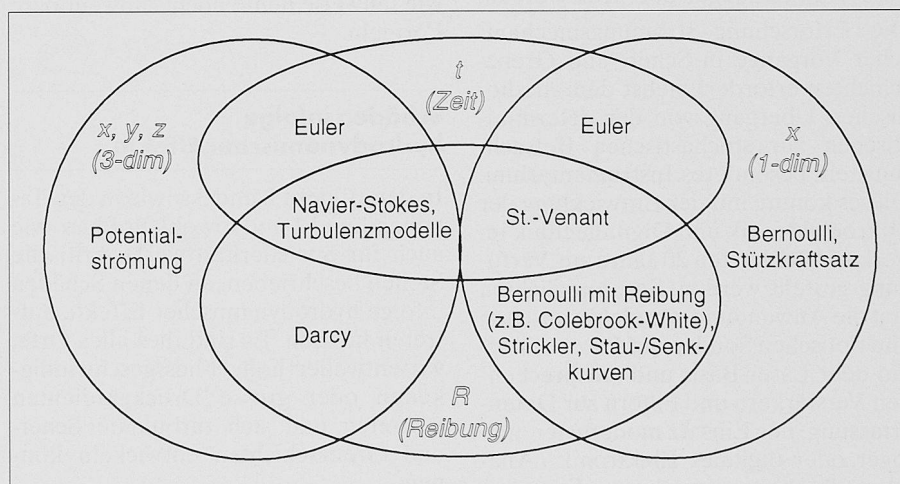 t
(Zeit)
x, y, z
(3-dim)
Euler
Euler
x
(1-dim)
Navier-Stokes,
Turbulenzmodelle
St.-Venant
Potential-
strömung
Bernoulli,
Stützkraftsatz
Darcy
Bernoulli mit Reibung
(z.B. Colebrook-White),
Strickler, Stau-/Senk-
kurven
R
(Reibung)